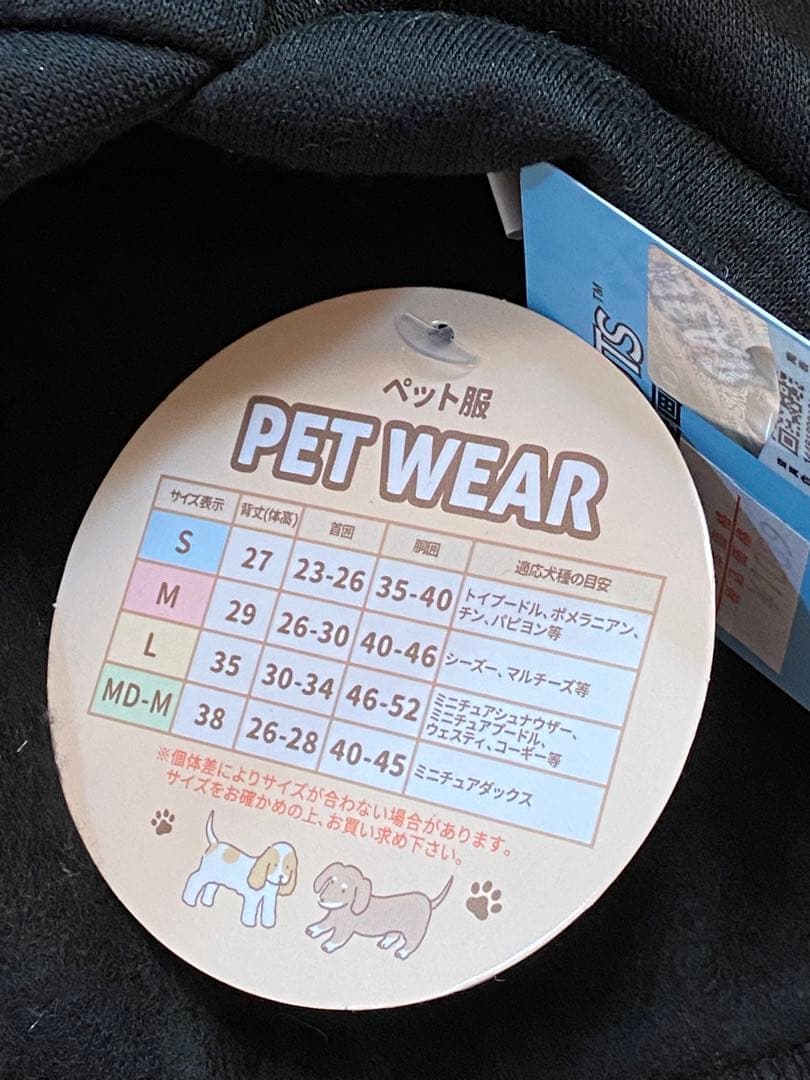 ペット服
PET WEAR
サイズ表示 背丈(体高) 首囲 胴囲 適応犬種の目安
S 27 23-26 35-40 トイプードル、ポメラニアン、
チン、パピヨン等
M 29 26-30 40-46 シーズー、マルチーズ等
L 35 30-34 46-52 ミニチュアシュナウザー、
ミニチュアプードル、
ウェスティ、コーギー等
MD-M 38 26-28 40-45 ミニチュアダックス
※個体差によりサイズが合わない場合があります。
サイズをお確かめの上、お買い求め下さい。
TS™